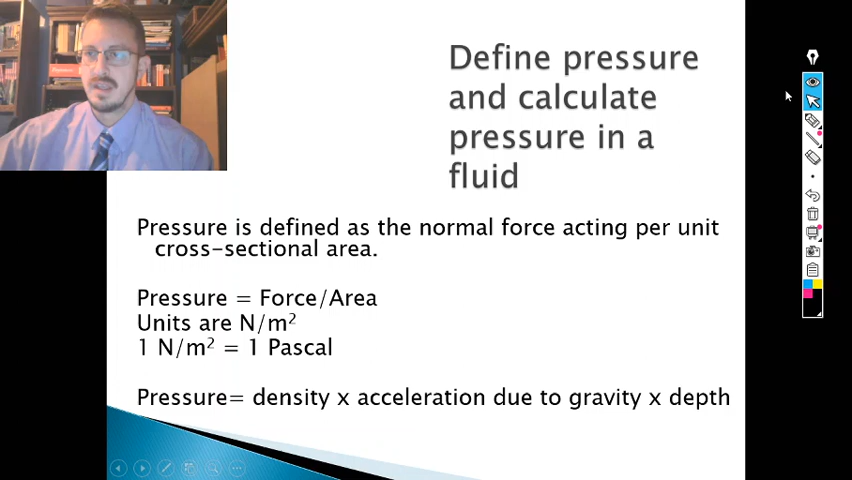 Define pressure
and calculate
pressure in a
fluid
Pressure is defined as the normal force acting per unit
cross-sectional area.
Pressure = Force/Area
Units are N/m²
1 N/m² = 1 Pascal
Pressure= density x acceleration due to gravity x depth